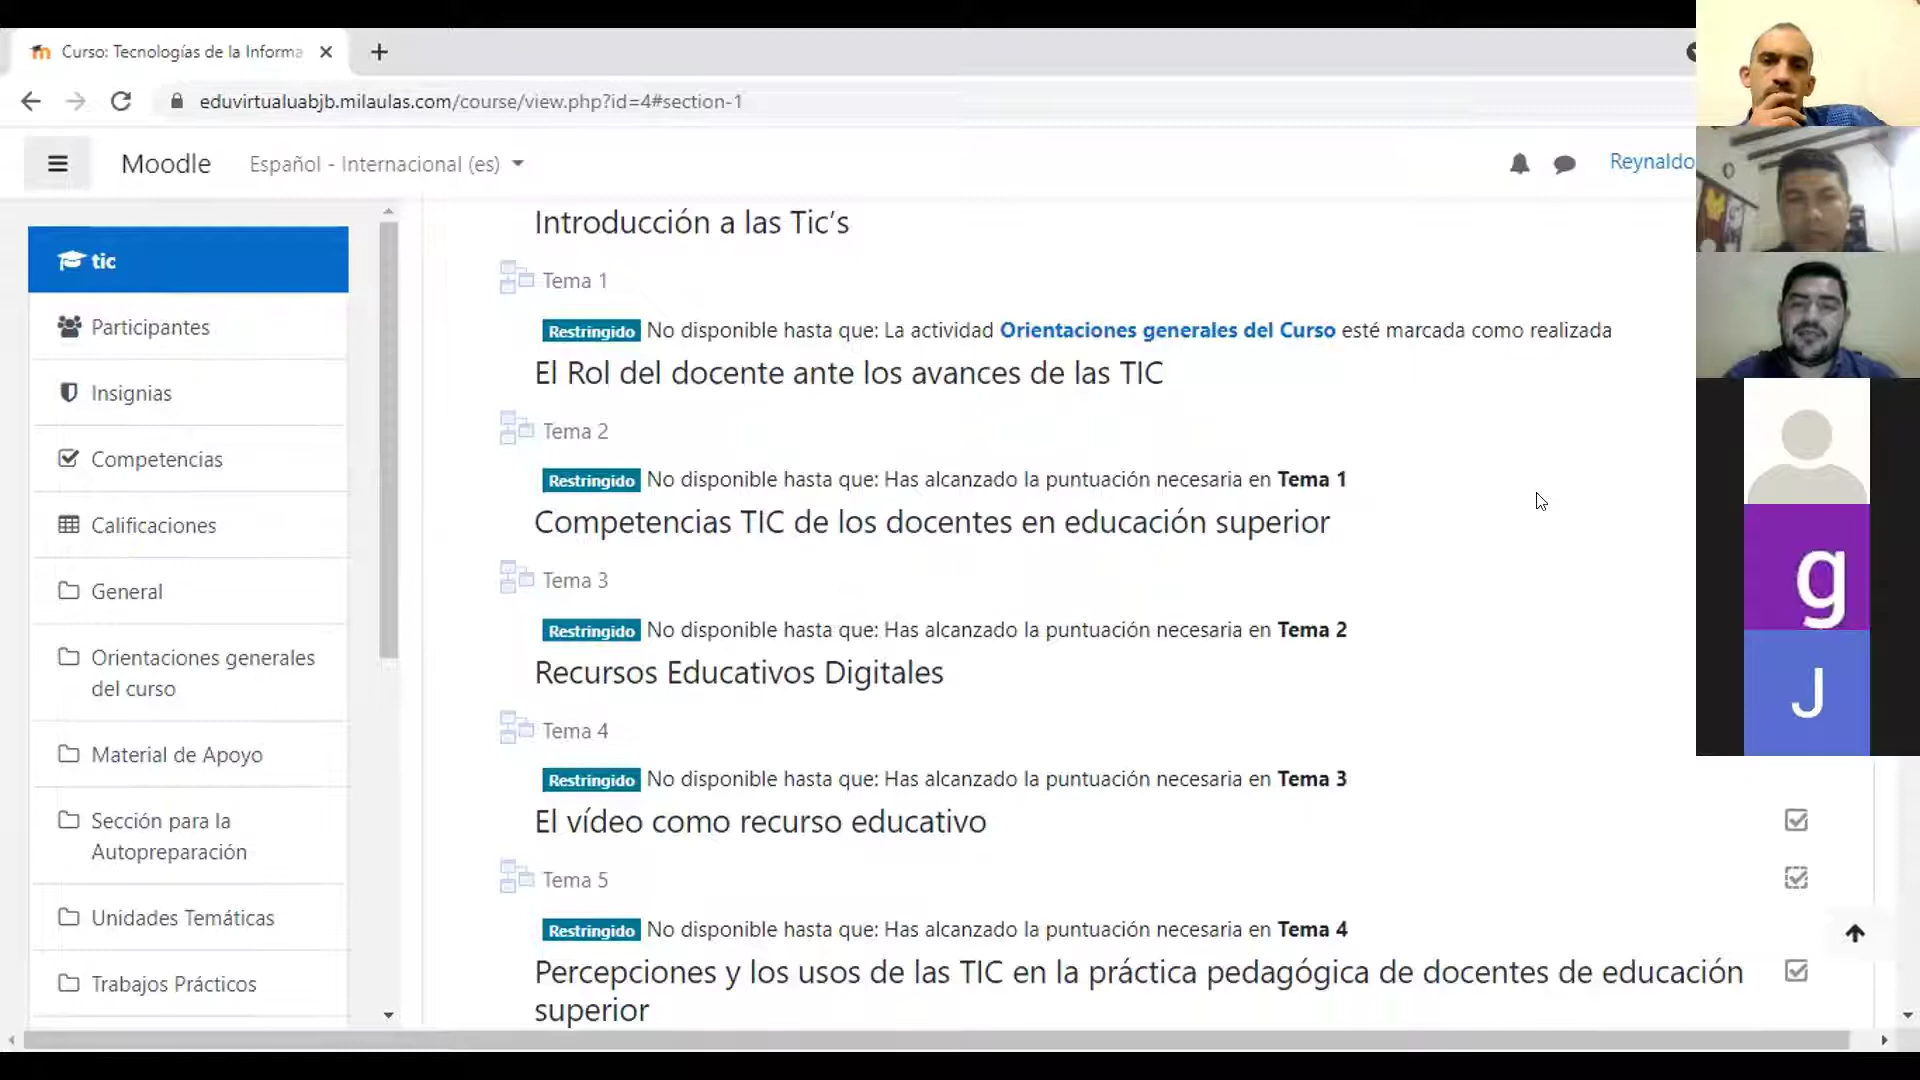 Curso: Tecnologías de la Informa
eduvirtualuabjb.milaulas.com/course/view.php?id=4#section-1
Moodle
Español - Internacional (es)
Reynaldo
tic
Participantes
Insignias
Competencias
Calificaciones
General
Orientaciones generales
del curso
Material de Apoyo
Sección para la
Autopreparación
Unidades Temáticas
Trabajos Prácticos
Introducción a las Tic’s
Tema 1
Restringido No disponible hasta que: La actividad Orientaciones generales del Curso esté marcada como realizada
El Rol del docente ante los avances de las TIC
Tema 2
Restringido No disponible hasta que: Has alcanzado la puntuación necesaria en Tema 1
Competencias TIC de los docentes en educación superior
Tema 3
Restringido No disponible hasta que: Has alcanzado la puntuación necesaria en Tema 2
Recursos Educativos Digitales
Tema 4
Restringido No disponible hasta que: Has alcanzado la puntuación necesaria en Tema 3
El vídeo como recurso educativo
Tema 5
Restringido No disponible hasta que: Has alcanzado la puntuación necesaria en Tema 4
Percepciones y los usos de las TIC en la práctica pedagógica de docentes de educación
superior
g
J